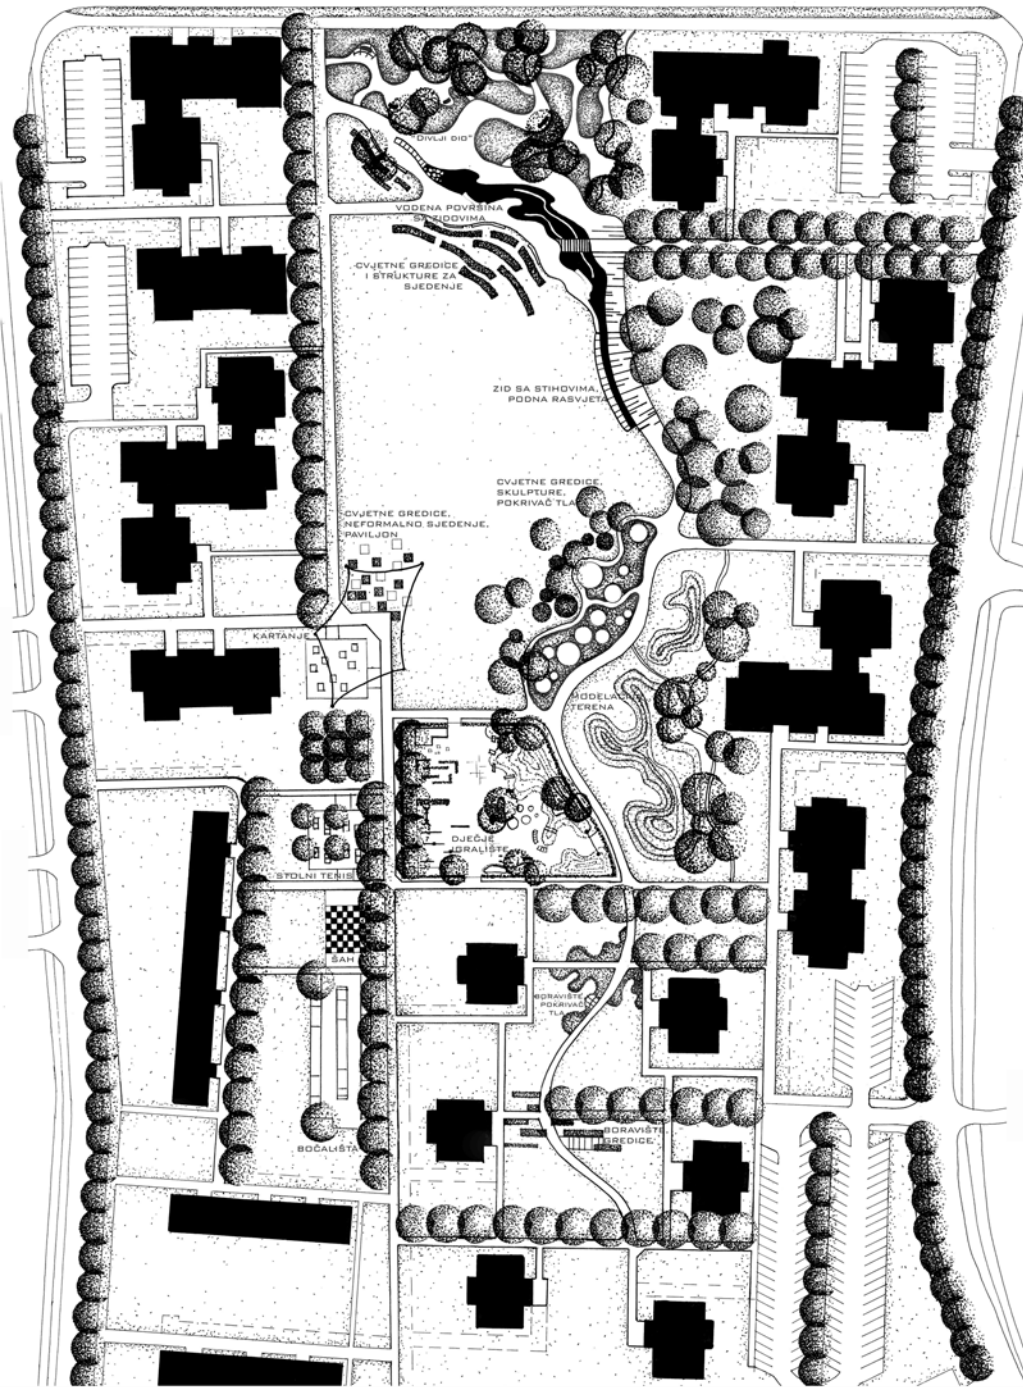 "DIVLJI DIO"
VODENA POVRŠINA
SA ZIDOVIMA
CVJETNE GREDICE
I STRUKTURE ZA
SJEDENJE
ZID SA STIHOVIMA,
PODNA RASVJETA
CVJETNE GREDICE,
SKULPTURE,
POKRIVAČ TLA
CVJETNE GREDICE,
NEFORMALNO SJEDENJE,
PAVILJON
KARTANJE
MODELACIJA
TERENA
DJEČJE
IGRALIŠTE
STOLNI TENIS
ŠAH
BORAVIŠTE,
POKRIVAČ
TLA
BORAVIŠTE,
GREDICE
BOĆALIŠTA